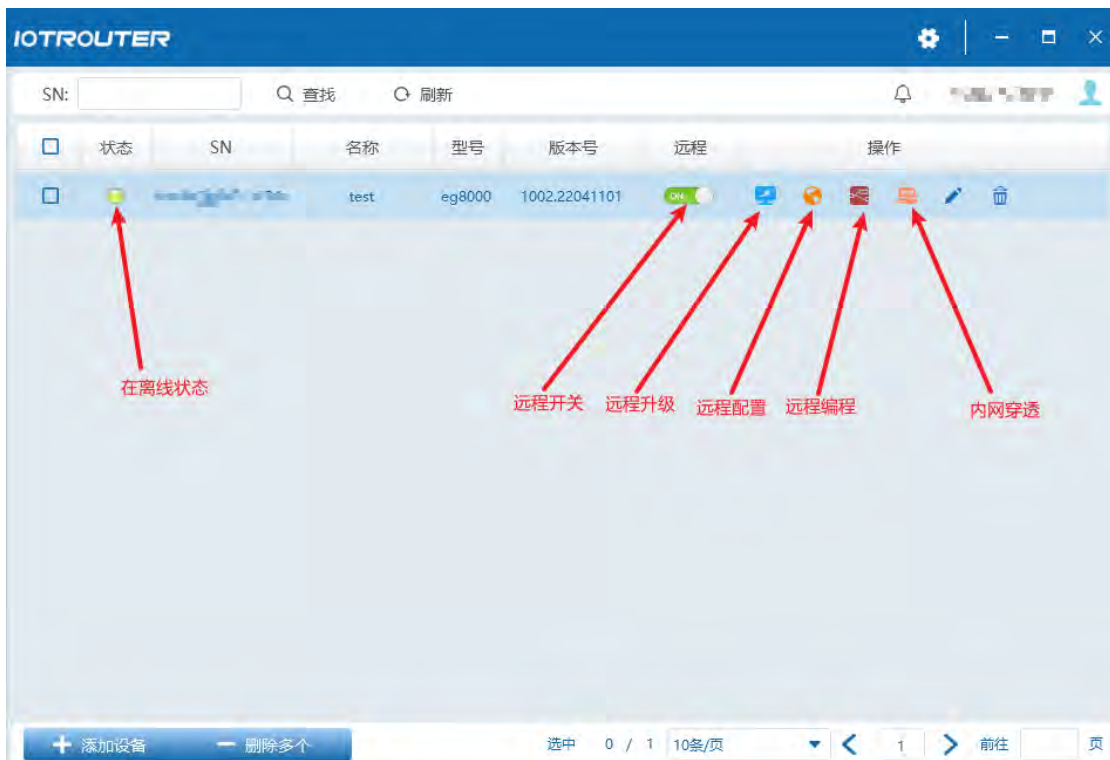 IOTROUTER
SN: 查找 刷新
状态 SN 名称 型号 版本号 远程 操作
test eg8000 1002.22041101 ON
在离线状态
远程开关 远程升级 远程配置 远程编程 内网穿透
添加设备 删除多个 选中 0 / 1 10条/页 1 前往 页